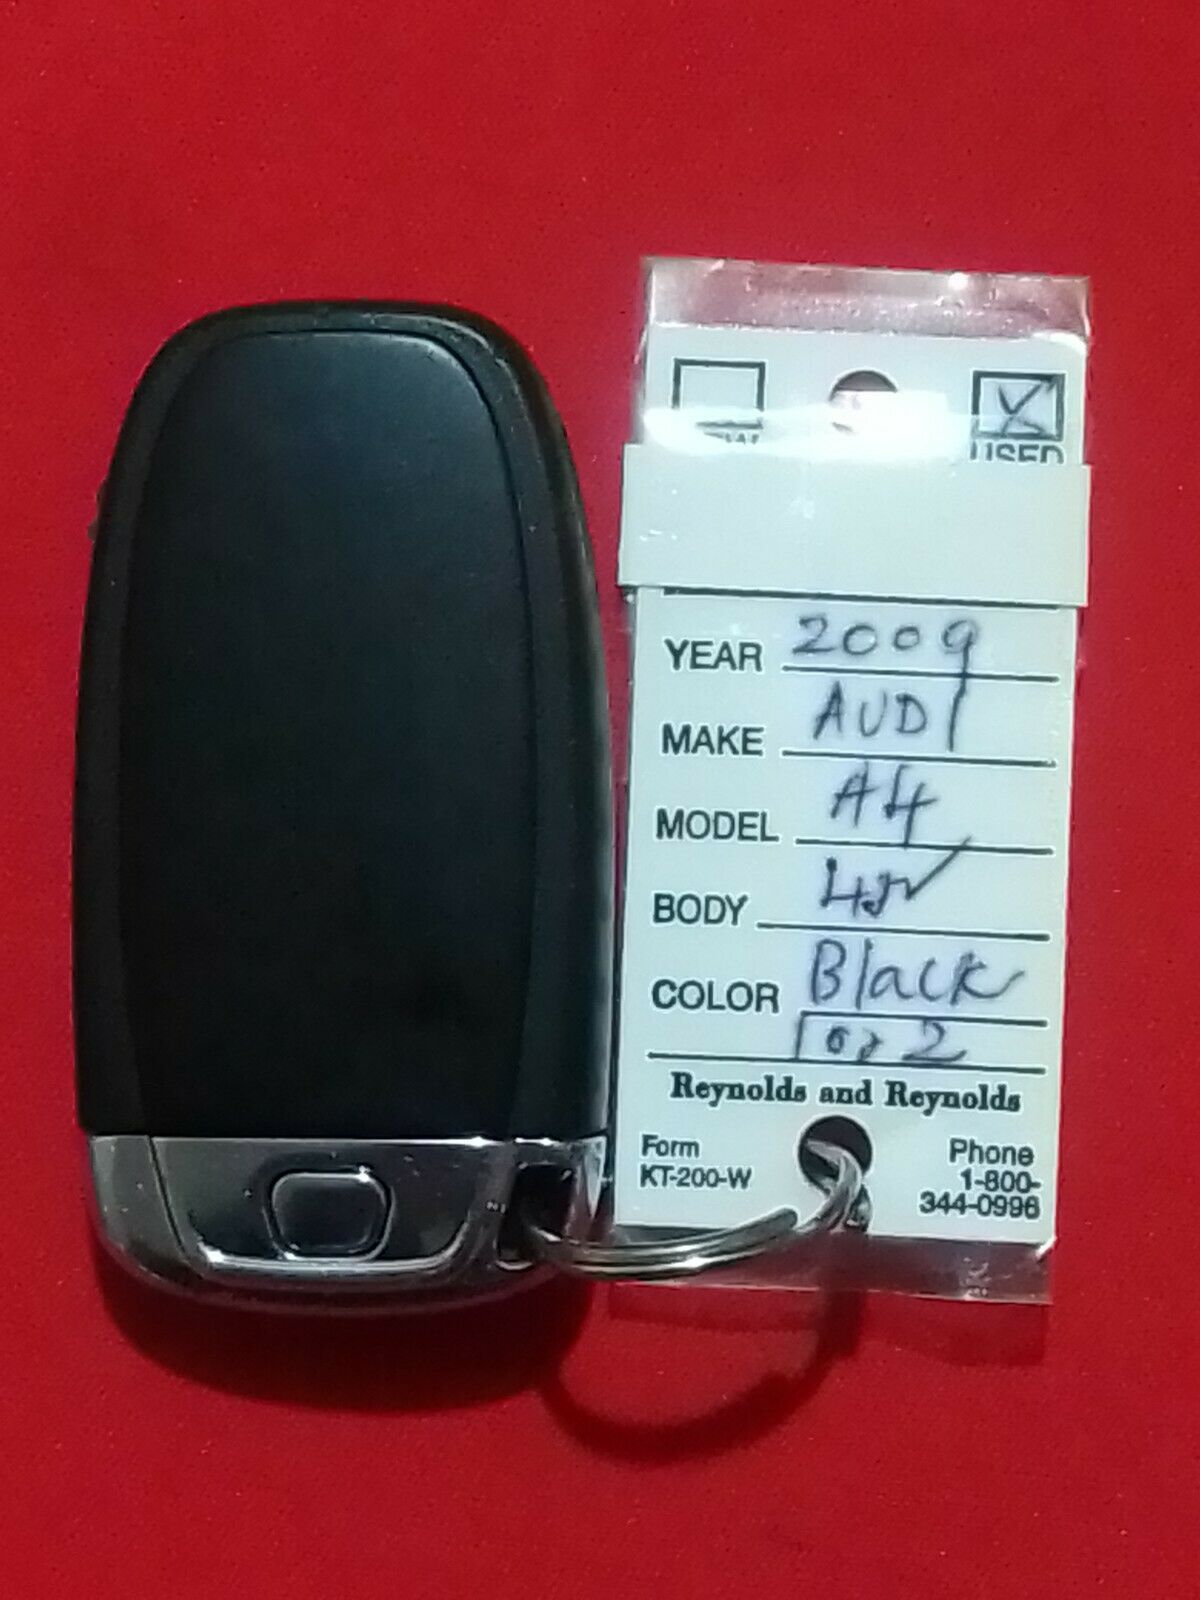 USED
YEAR 2009
MAKE AUDI
MODEL A4
BODY
COLOR Black
1 of 2
Reynolds and Reynolds
Form
KT-200-W
Phone
1-800-
344-0996